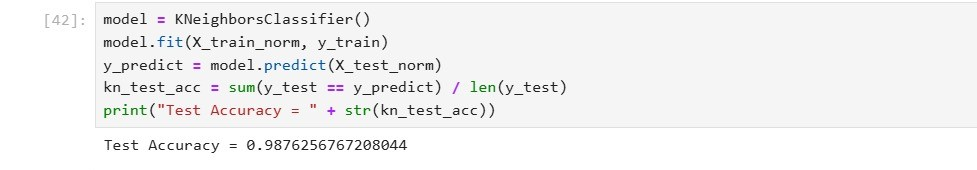 [42]: model = KNeighborsClassifier()
model.fit(X_train_norm, y_train)
y_predict = model.predict(X_test_norm)
kn_test_acc = sum(y_test == y_predict) / len(y_test)
print("Test Accuracy = " + str(kn_test_acc))
Test Accuracy = 0.9876256767208044